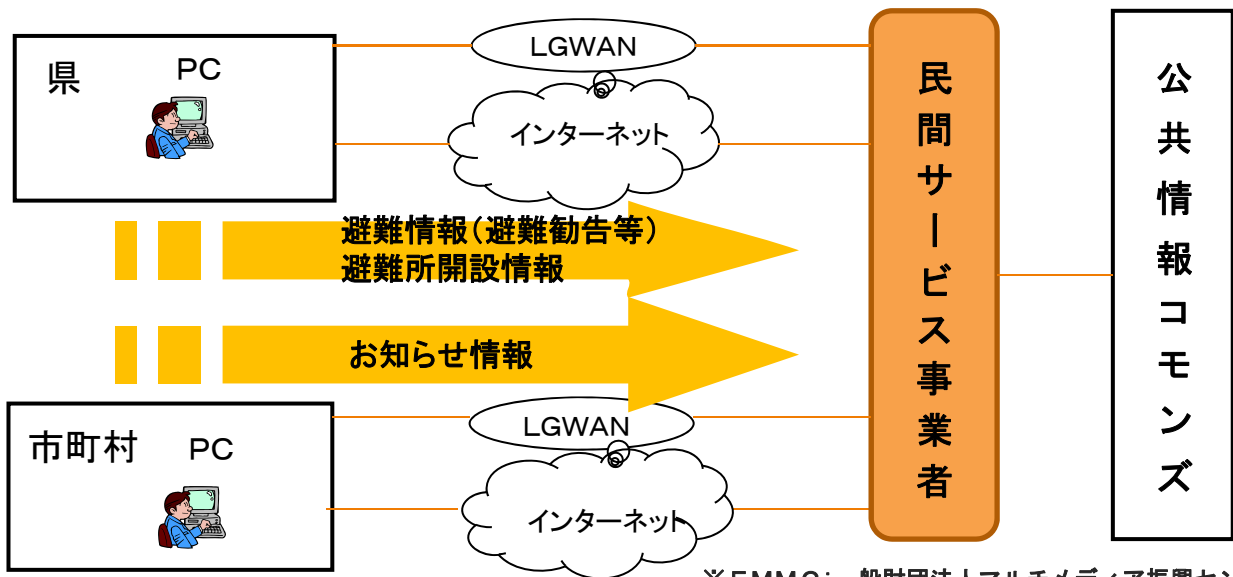 県
PC
LGWAN
インターネット
避難情報(避難勧告等)
避難所開設情報
お知らせ情報
市町村
PC
LGWAN
インターネット
民間サービス事業者
公共情報コモンズ